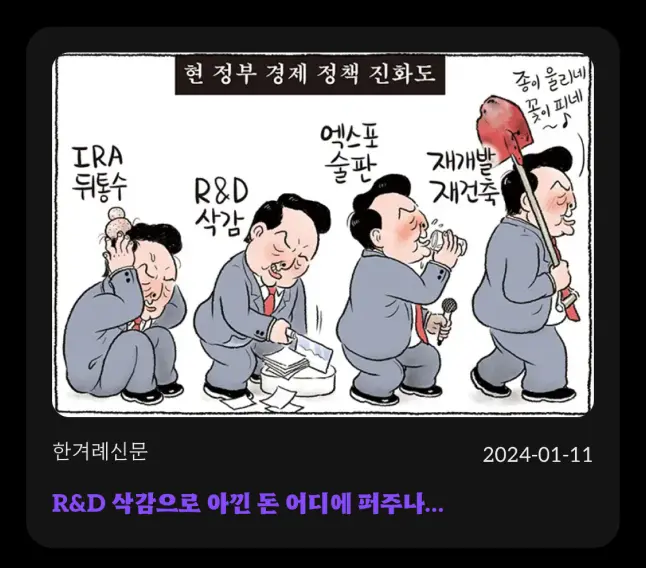 현 정부 경제 정책 진화도
IRA
뒤통수
R&D
삭감
엑스포
술판
재개발
재건축
종이 울리네
꽃이 피네
~♪
한겨레신문
2024-01-11
R&D 삭감으로 아낀 돈 어디에 퍼주나...